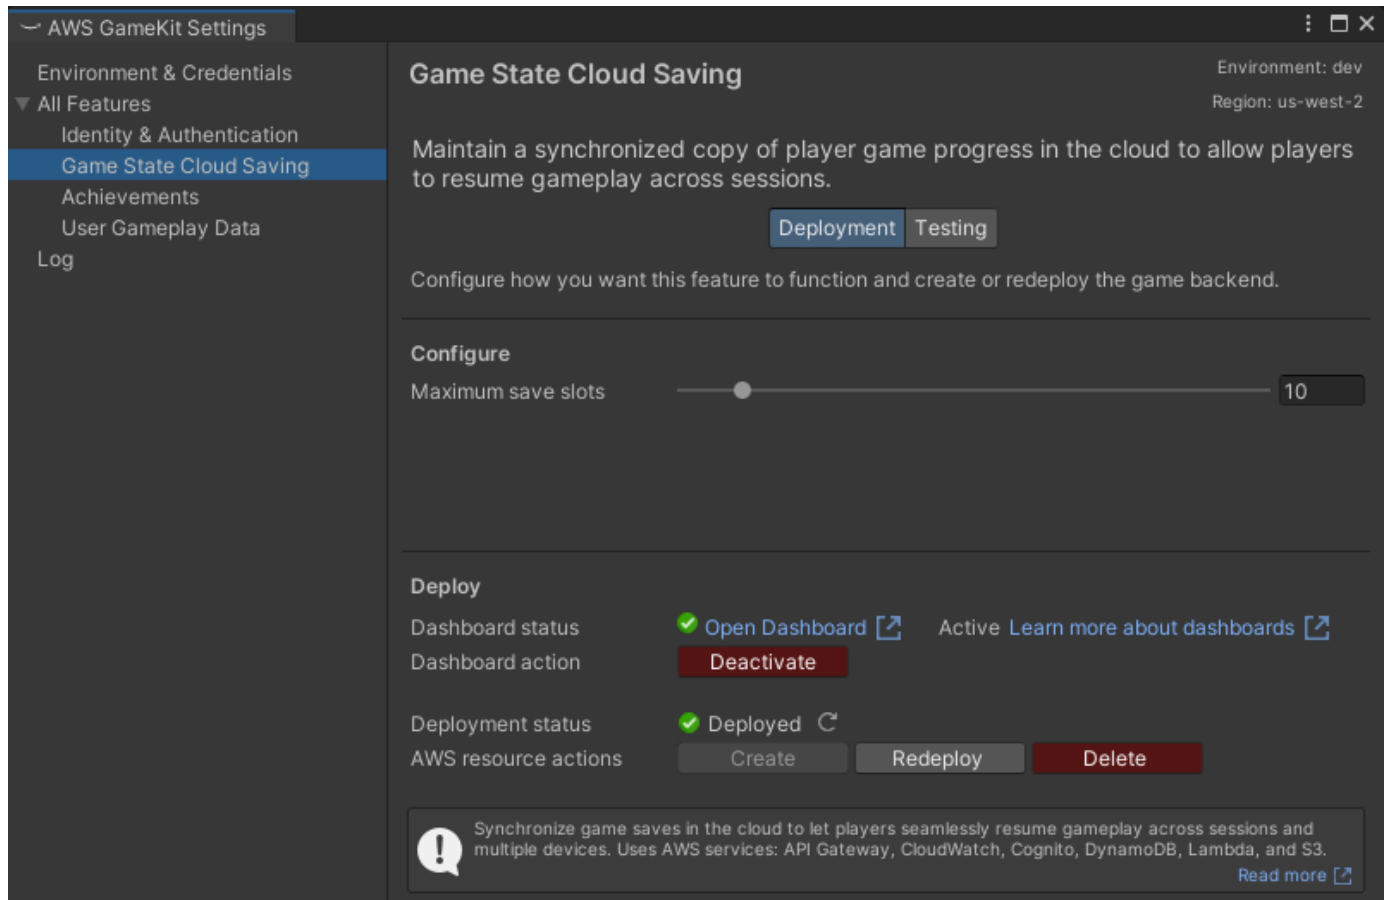 AWS GameKit Settings
Environment & Credentials
All Features
Identity & Authentication
Game State Cloud Saving
Achievements
User Gameplay Data
Log
Game State Cloud Saving
Environment: dev
Region: us-west-2
Maintain a synchronized copy of player game progress in the cloud to allow players
to resume gameplay across sessions.
Deployment Testing
Configure how you want this feature to function and create or redeploy the game backend.
Configure
Maximum save slots 10
Deploy
Dashboard status Open Dashboard Active Learn more about dashboards
Dashboard action Deactivate
Deployment status Deployed
AWS resource actions Create Redeploy Delete
Synchronize game saves in the cloud to let players seamlessly resume gameplay across sessions and
multiple devices. Uses AWS services: API Gateway, CloudWatch, Cognito, DynamoDB, Lambda, and S3.
Read more